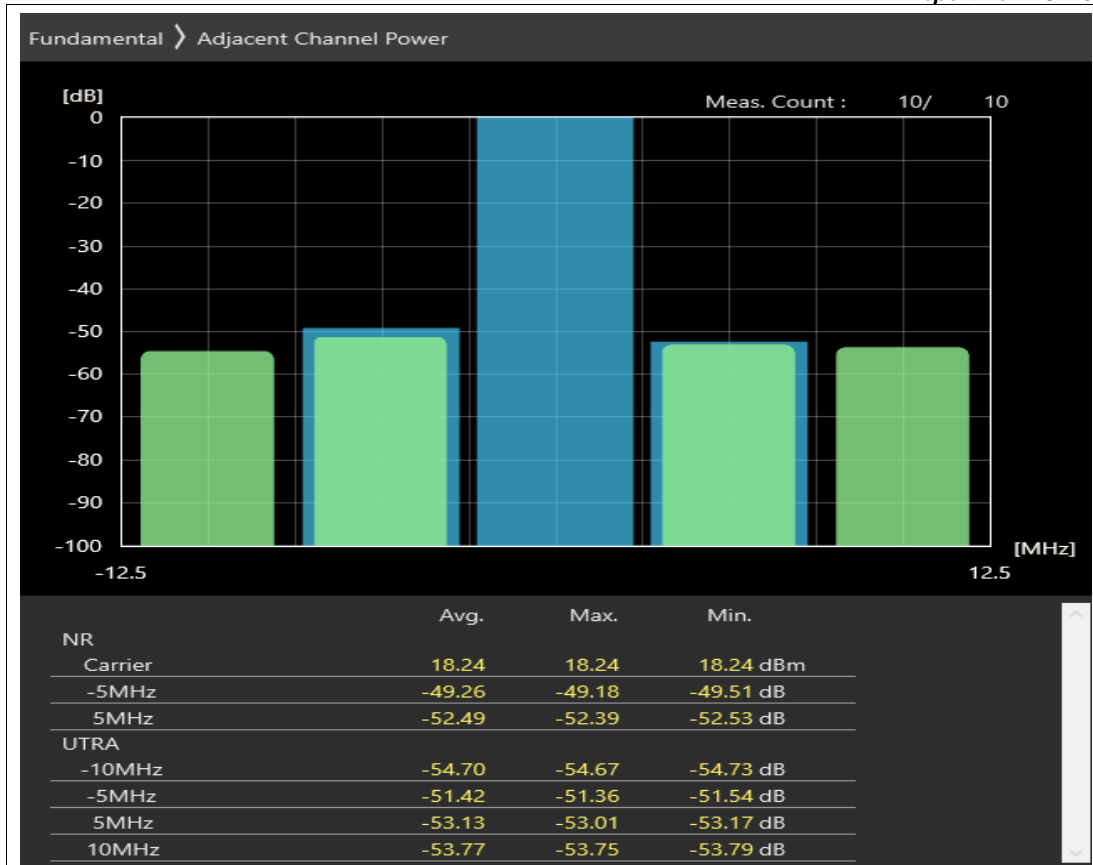 Fundamental 〉 Adjacent Channel Power
[dB]
Meas. Count : 10/ 10
0
-10
-20
-30
-40
-50
-60
-70
-80
-90
-100
[MHz]
-12.5 12.5
Avg. Max. Min.
NR
Carrier 18.24 18.24 18.24 dBm
-5MHz -49.26 -49.18 -49.51 dB
5MHz -52.49 -52.39 -52.53 dB
UTRA
-10MHz -54.70 -54.67 -54.73 dB
-5MHz -51.42 -51.36 -51.54 dB
5MHz -53.13 -53.01 -53.17 dB
10MHz -53.77 -53.75 -53.79 dB